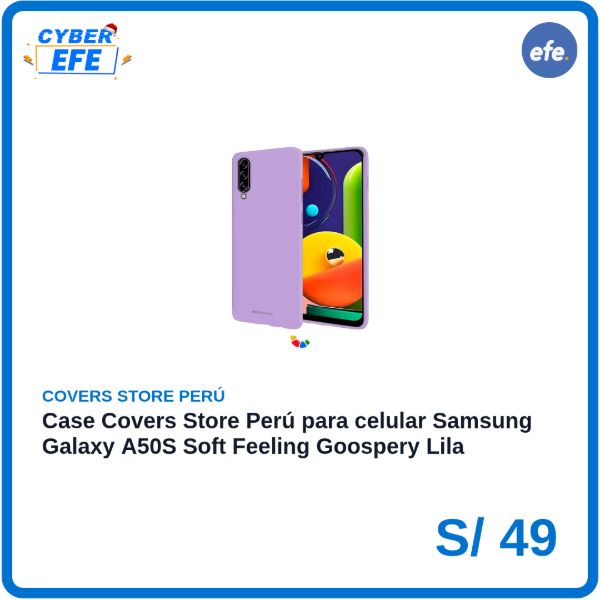 CYBER
EFE
efe.
COVERS STORE PERÚ
Case Covers Store Perú para celular Samsung
Galaxy A50S Soft Feeling Goospery Lila
S/ 49